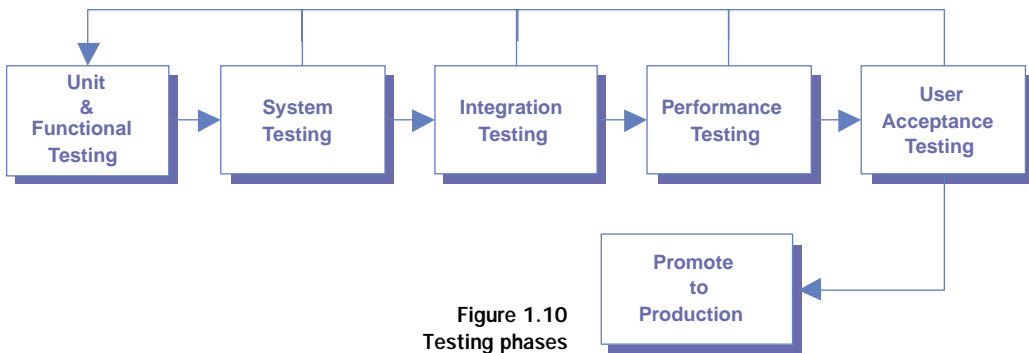 Unit
&
Functional
Testing
System
Testing
Integration
Testing
Performance
Testing
User
Acceptance
Testing
Promote
to
Production
Figure 1.10
Testing phases